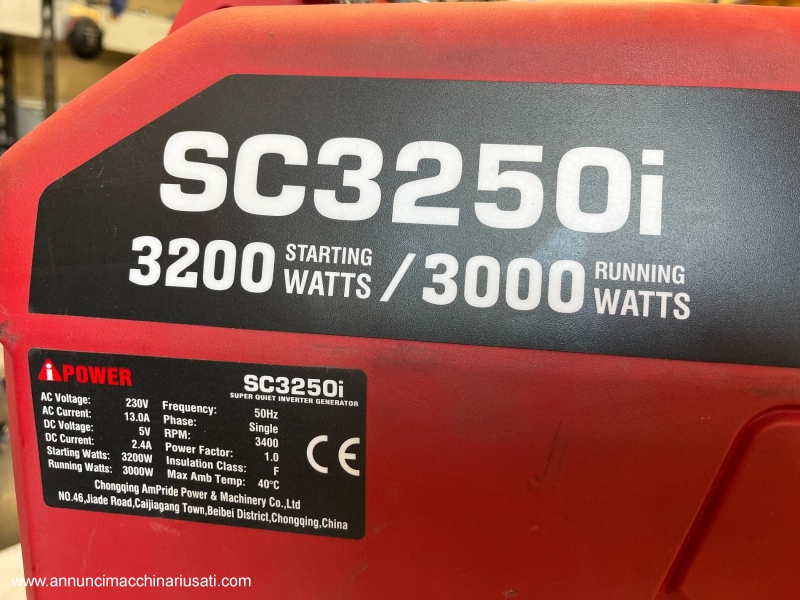 SC3250i
3200 STARTING WATTS / 3000 RUNNING WATTS
iPOWER
SC3250i
SUPER QUIET INVERTER GENERATOR
AC Voltage: 230V
AC Current: 13.0A
DC Voltage: 5V
DC Current: 2.4A
Starting Watts: 3200W
Running Watts: 3000W
Frequency: 50Hz
Phase: Single
RPM: 3400
Power Factor: 1.0
Insulation Class: F
Max Amb Temp: 40°C
CE
Chongqing AmPride Power & Machinery Co.,Ltd
NO.46,Jiade Road,Caijiagang Town,Beibei District,Chongqing,China
www.annuncimacchinariusati.com